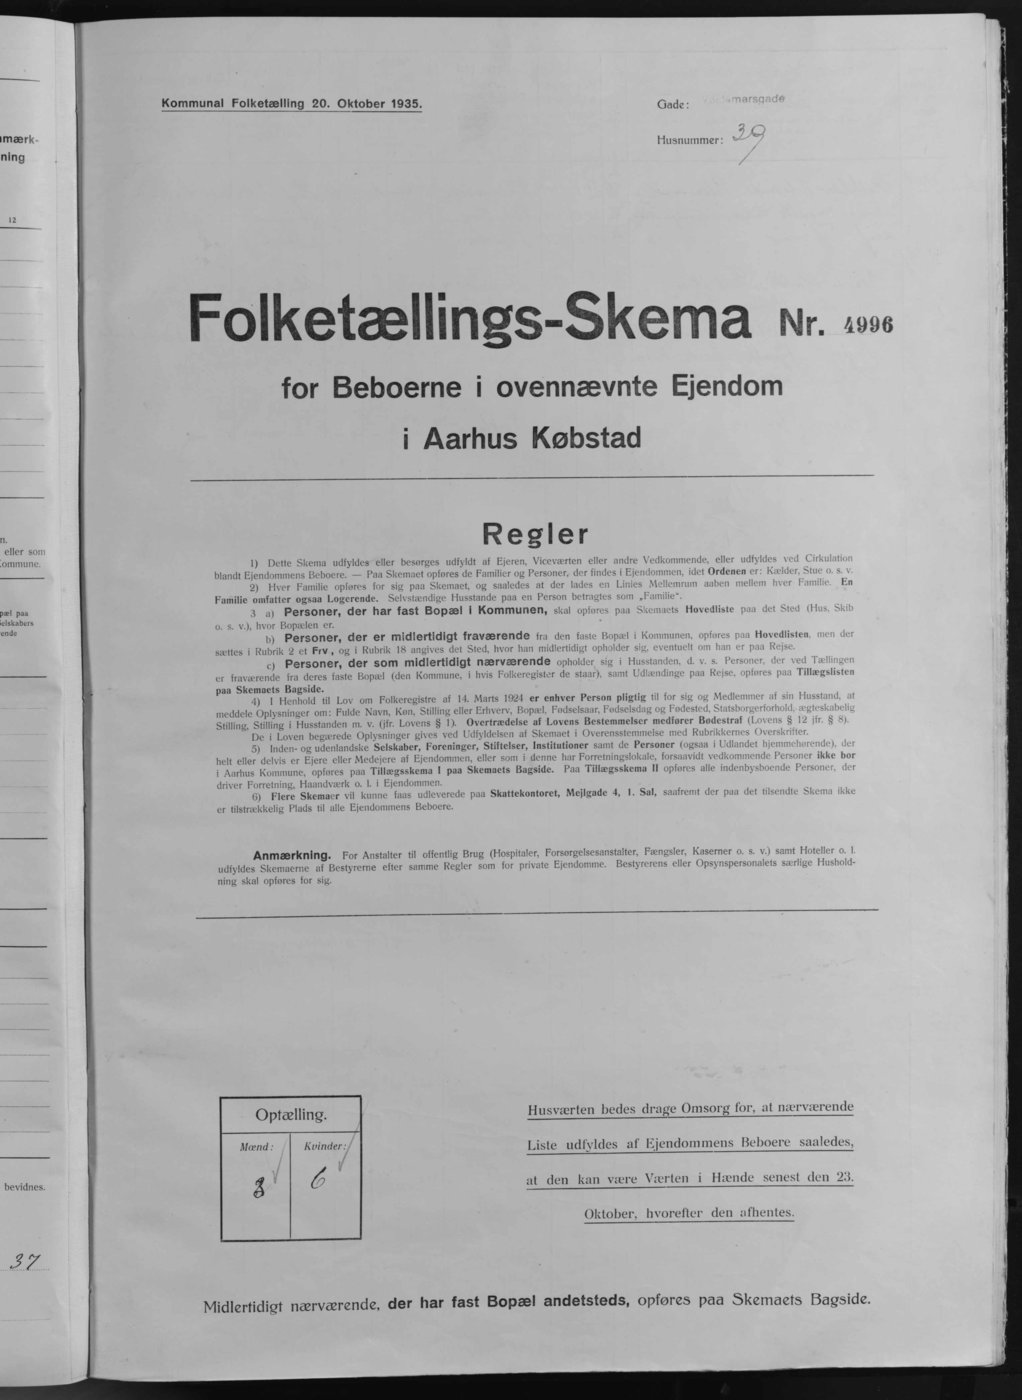 Kommunal Folketælling 20. Oktober 1935.
Gade:
Husnummer: 39
Folketællings-Skema Nr. 4996
for Beboerne i ovennævnte Ejendom
i Aarhus Købstad
Regler
1) Dette Skema udfyldes eller besørges udfyldt af Ejeren, Viceværten eller andre Vedkommende, eller udfyldes ved Cirkulation
blandt Ejendommens Beboere. — Paa Skemaet opføres de Familier og Personer, der findes i Ejendommen, idet Ordenen er: Kælder, Stue o. s. v.
2) Hver Familie opføres for sig paa Skemaet, og saaledes at der lades en Linies Mellemrum aaben mellem hver Familie. En
Familie omfatter ogsaa Logerende. Selvstændige Husstande paa en Person betragtes som „Familie“.
3 a) Personer, der har fast Bopæl i Kommunen, skal opføres paa Skemaets Hovedliste paa det Sted (Hus, Skib
o. s. v.), hvor Bopælen er.
b) Personer, der er midlertidigt fraværende fra den faste Bopæl i Kommunen, opføres paa Hovedlisten, men der
sættes i Rubrik 2 et Frv, og i Rubrik 18 angives det Sted, hvor han midlertidigt opholder sig, eventuelt om han er paa Rejse.
c) Personer, der som midlertidigt nærværende opholder sig i Husstanden, d. v. s. Personer, der ved Tællingen
er fraværende fra deres faste Bopæl (den Kommune, i hvis Folkeregister de staar), samt Udlændinge paa Rejse, opføres paa Tillægslisten
paa Skemaets Bagside.
4) I Henhold til Lov om Folkeregistre af 14. Marts 1924 er enhver Person pligtig til for sig og Medlemmer af sin Husstand, at
meddele Oplysninger om: Fulde Navn, Køn, Stilling eller Erhverv, Bopæl, Fødselsaar, Fødselsdag og Fødested, Statsborgerforhold, ægteskabelig
Stilling, Stilling i Husstanden m. v. (jfr. Lovens § 1). Overtrædelse af Lovens Bestemmelser medfører Bødestraf (Lovens § 12 jfr. § 8).
De i Loven begærede Oplysninger gives ved Udfyldelsen af Skemaet i Overensstemmelse med Rubrikkernes Overskrifter.
5) Inden- og udenlandske Selskaber, Foreninger, Stiftelser, Institutioner samt de Personer (ogsaa i Udlandet hjemmehørende), der
helt eller delvis er Ejere eller Medejere af Ejendommen, eller som i denne har Forretningslokale, forsaavidt vedkommende Personer ikke bor
i Aarhus Kommune, opføres paa Tillægsskema I paa Skemaets Bagside. Paa Tillægsskema II opføres alle indenbysboende Personer, der
driver Forretning, Haandværk o. l. i Ejendommen.
6) Flere Skemaer vil kunne faas udleverede paa Skattekontoret, Mejlgade 4, 1. Sal, saafremt der paa det tilsendte Skema ikke
er tilstrækkelig Plads til alle Ejendommens Beboere.
Anmærkning. For Anstalter til offentlig Brug (Hospitaler, Forsørgelsesanstalter, Fængsler, Kaserner o. s. v.) samt Hoteller o. l.
udfyldes Skemaerne af Bestyrerne efter samme Regler som for private Ejendomme. Bestyrerens eller Opsynspersonalets særlige Hushold-
ning skal opføres for sig.
Optælling.
Mænd: Kvinder:
6
Husværten bedes drage Omsorg for, at nærværende
Liste udfyldes af Ejendommens Beboere saaledes,
at den kan være Værten i Hænde senest den 23.
Oktober, hvorefter den afhentes.
Midlertidigt nærværende, der har fast Bopæl andetsteds, opføres paa Skemaets Bagside.
ning
12
n.
eller som
bevidnes.
37